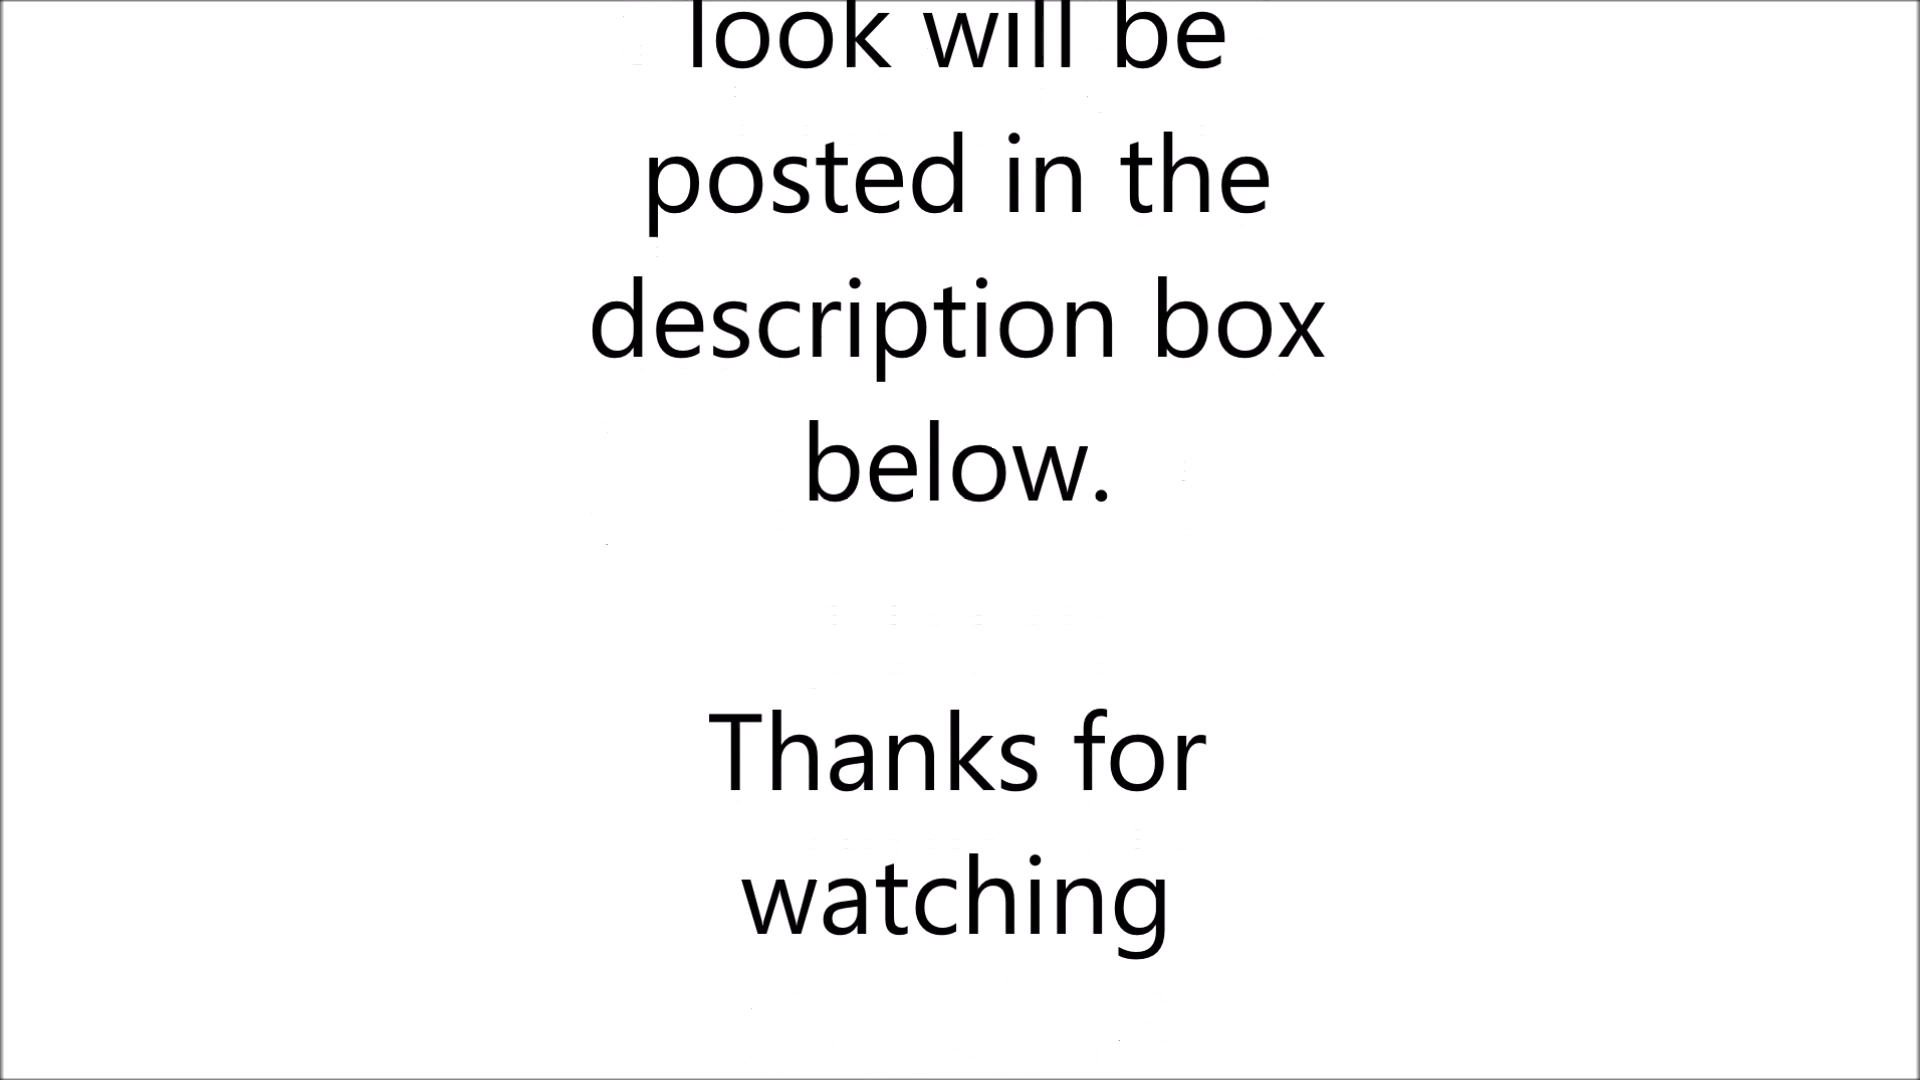 look will be
posted in the
description box
below.
Thanks for
watching